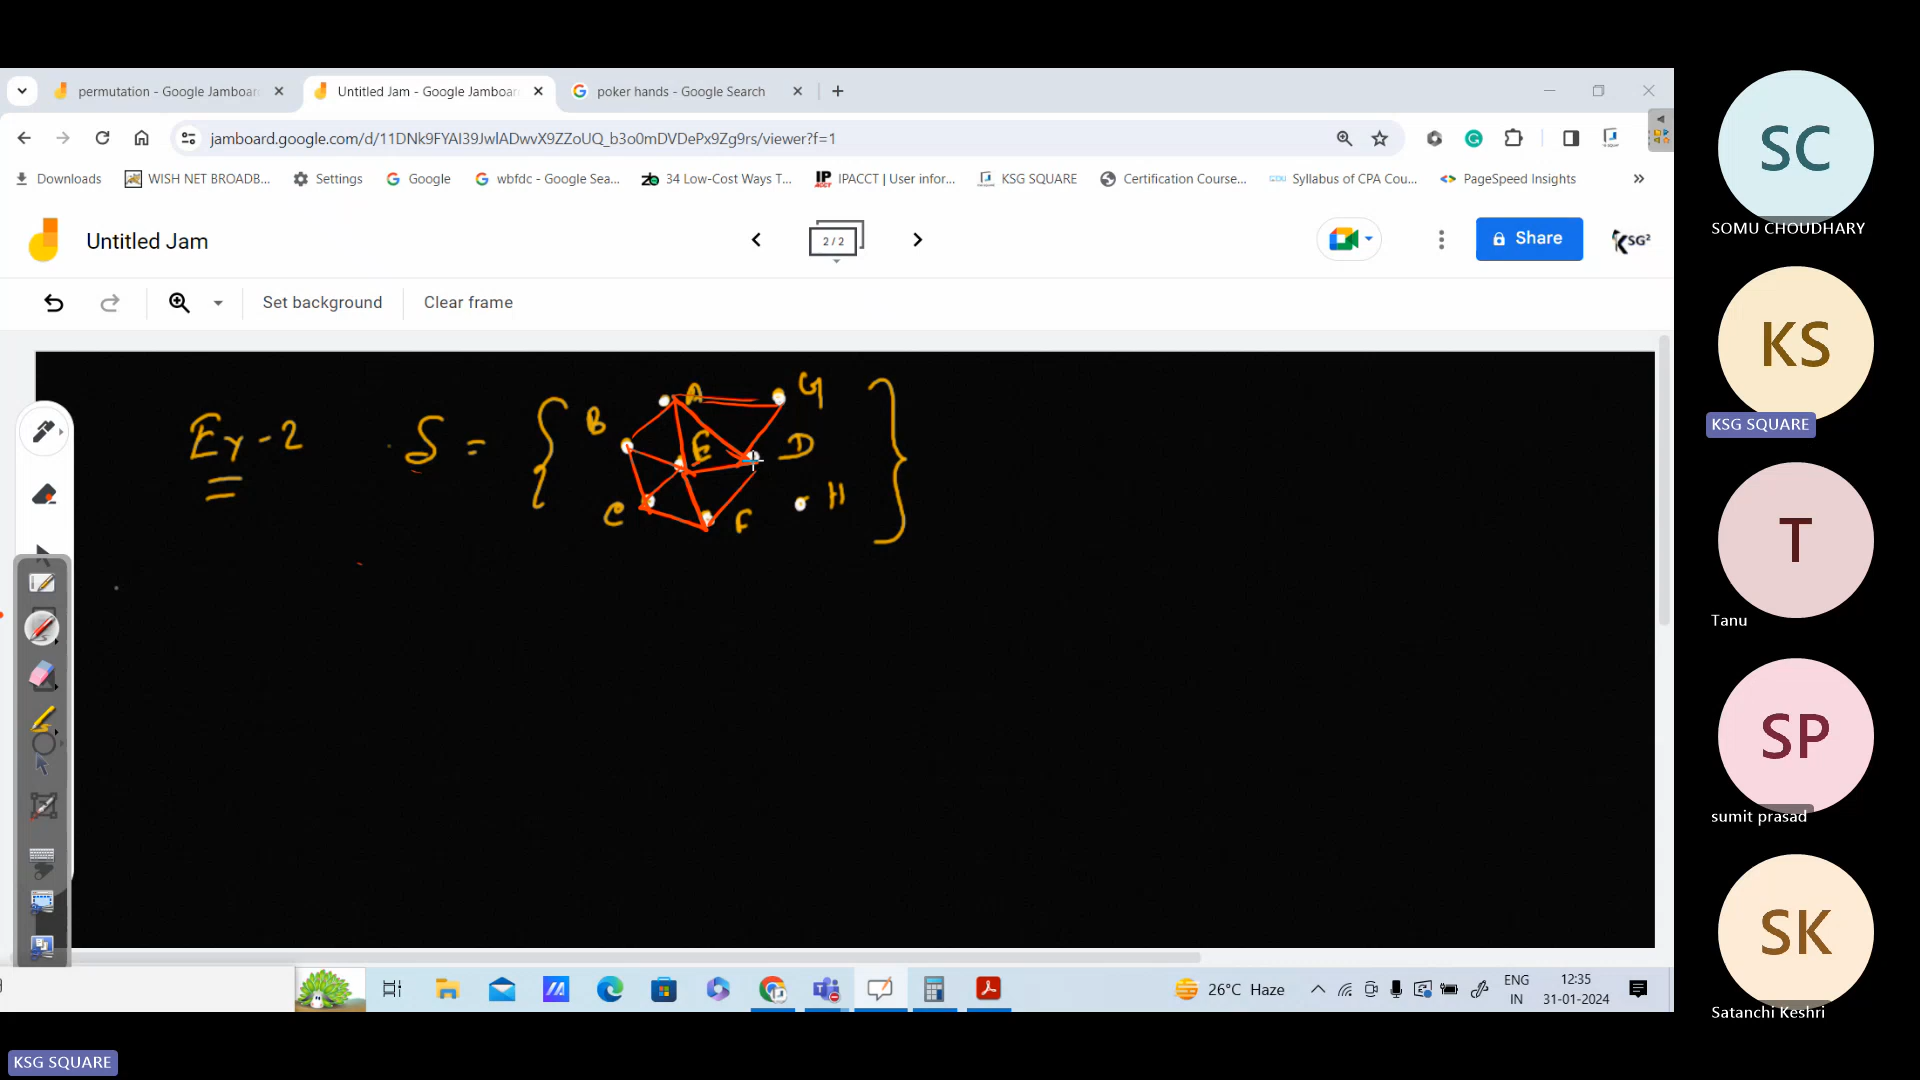 permutation - Google Jamboar
Untitled Jam - Google Jamboar
poker hands - Google Search
jamboard.google.com/d/11DNk9FYAI39JwlADwvX9ZZoUQ_b3o0mDVDePx9Zg9rs/viewer?f=1
Downloads
WISH NET BROADB...
Settings
Google
wbfdc - Google Sea...
34 Low-Cost Ways T...
IPACCT | User infor...
KSG SQUARE
Certification Course...
Syllabus of CPA Cou...
PageSpeed Insights
Untitled Jam
2 / 2
Share
KSG²
Set background
Clear frame
Ex-2 S = { A B C D E F G H }
26°C Haze
ENG
IN
12:35
31-01-2024
SC
SOMU CHOUDHARY
KS
KSG SQUARE
T
Tanu
SP
sumit prasad
SK
Satanchi Keshri
KSG SQUARE